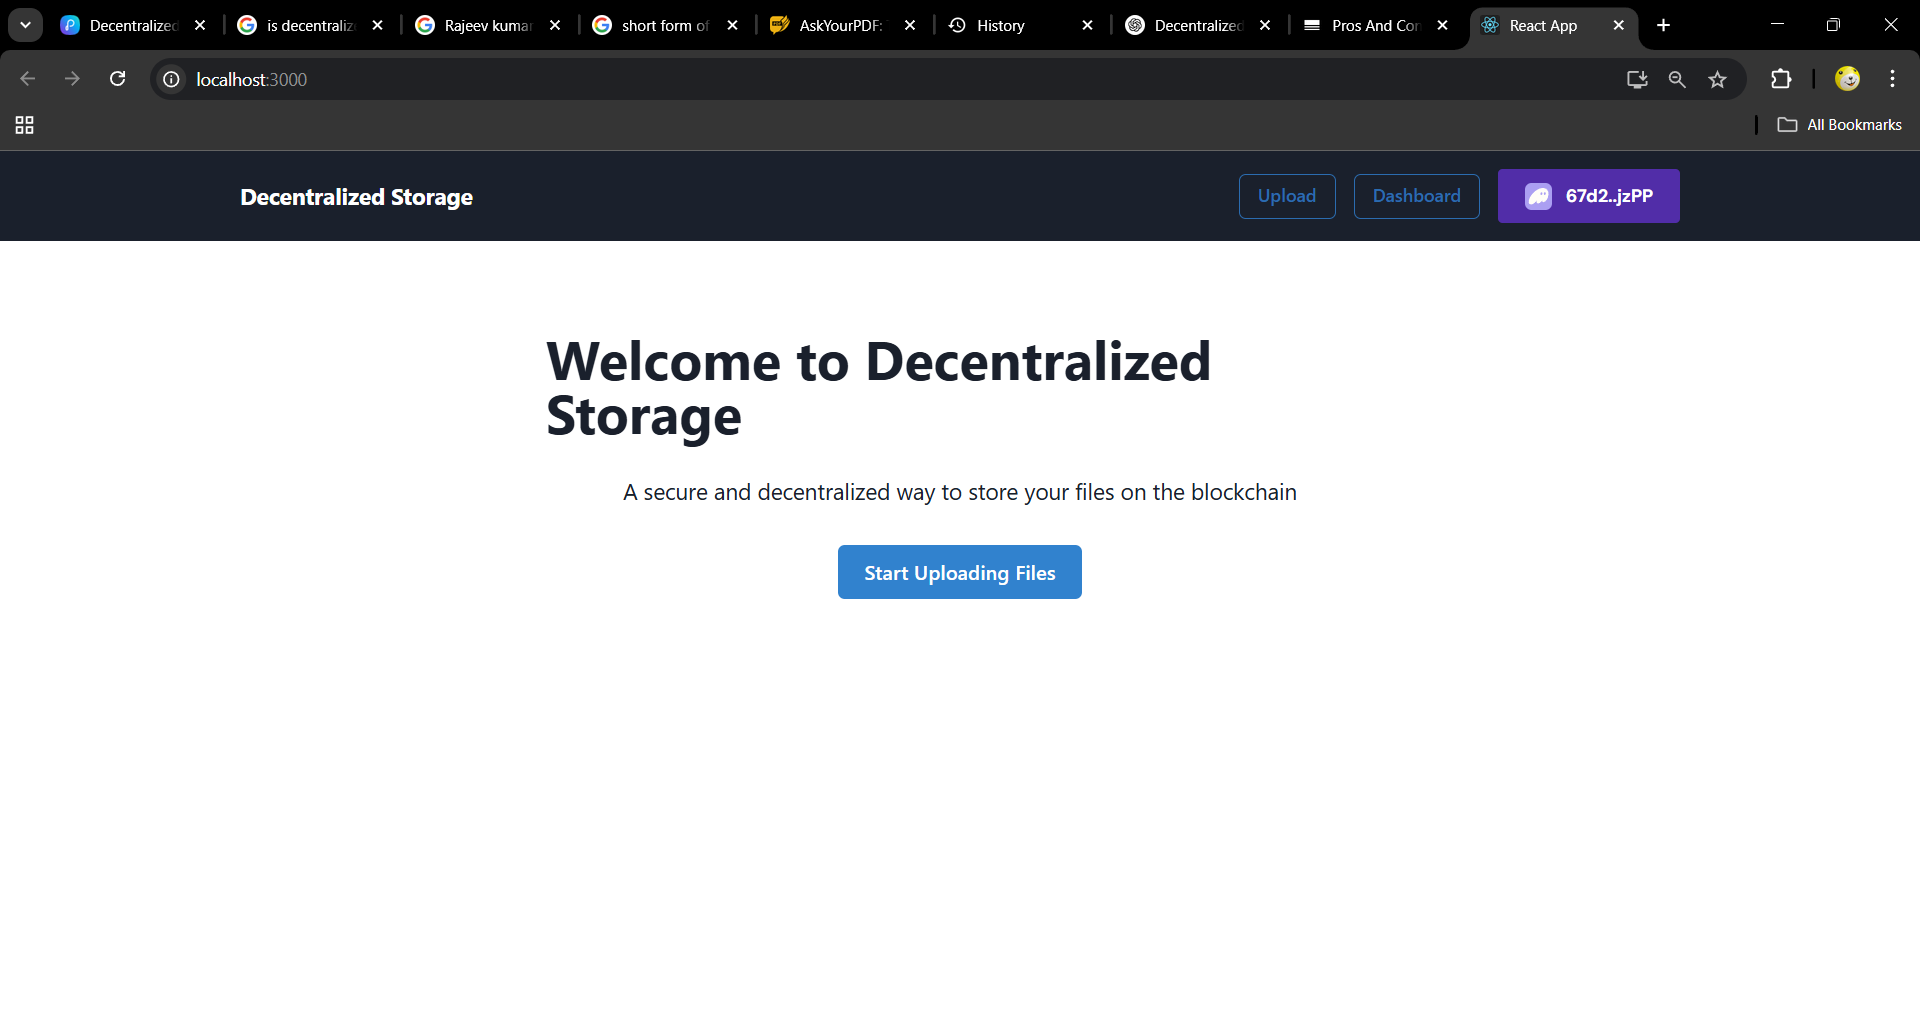 Decentralized
is decentraliz
Rajeev kumar
short form of
AskYourPDF:
History
Decentralized
Pros And Con
React App
localhost:3000
All Bookmarks
Decentralized Storage
Upload
Dashboard
67d2..jzPP
Welcome to Decentralized
Storage
A secure and decentralized way to store your files on the blockchain
Start Uploading Files